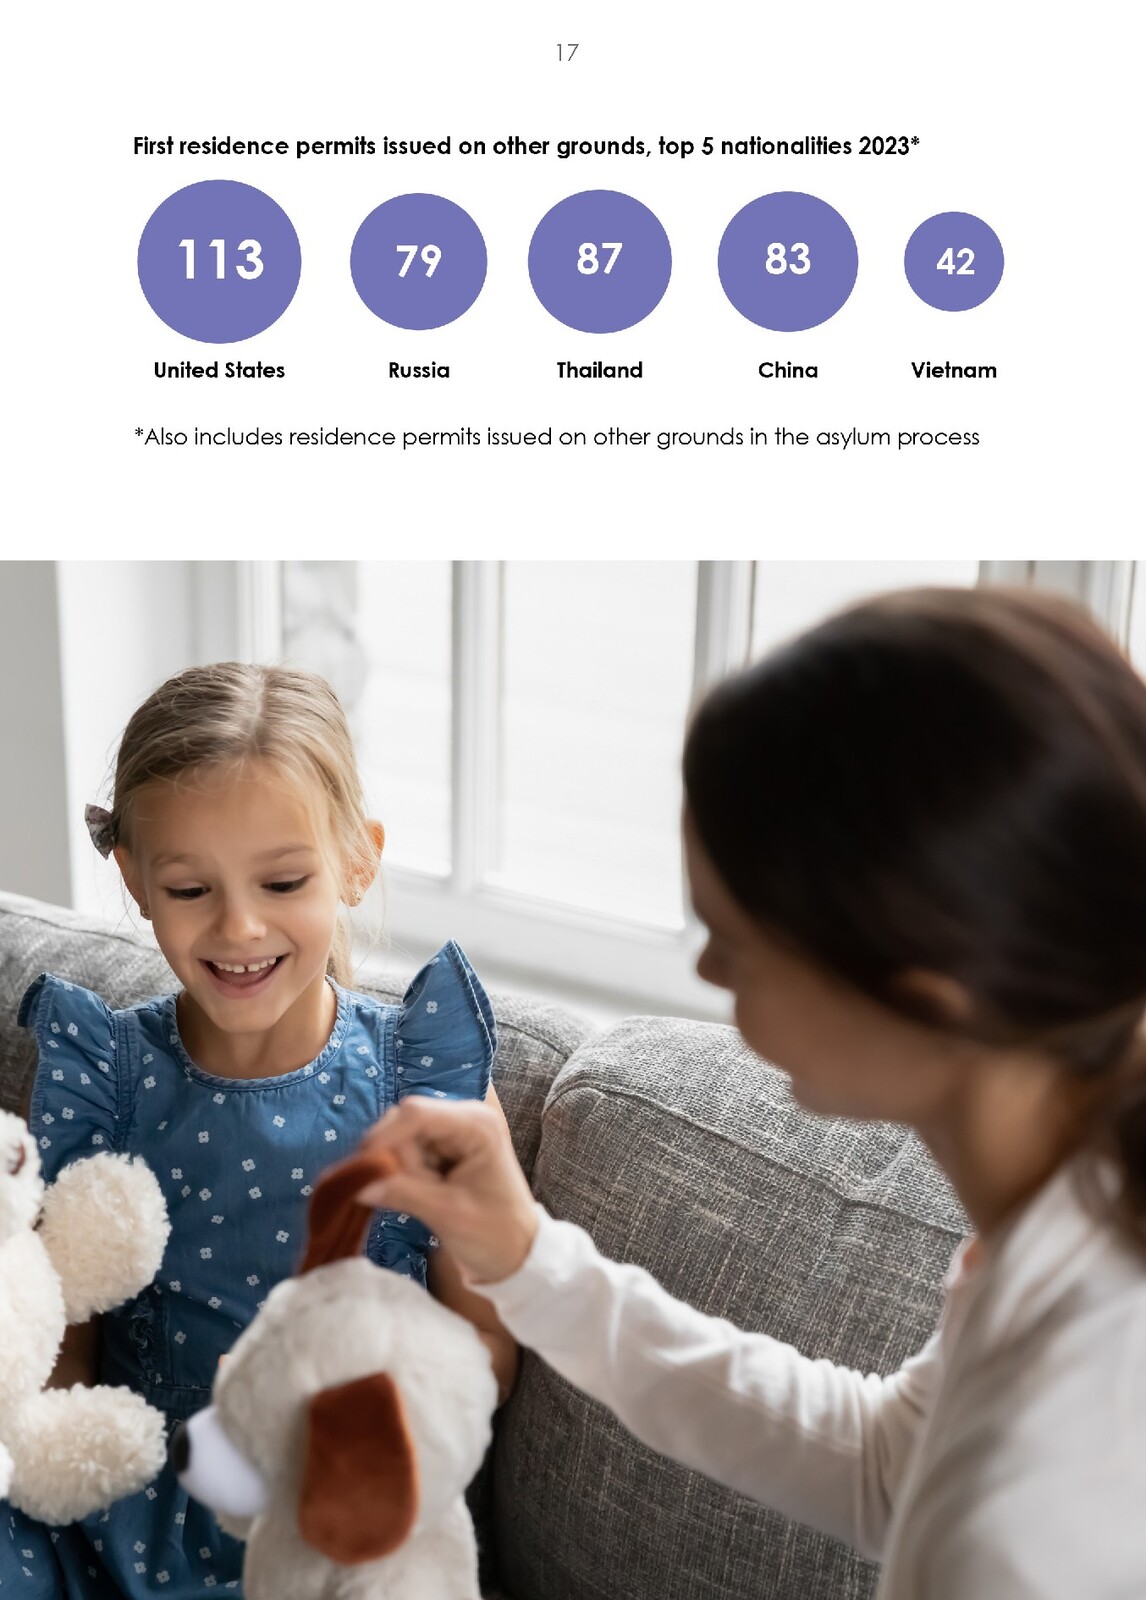 17
First residence permits issued on other grounds, top 5 nationalities 2023*
113 79 87 83 42
United States Russia Thailand China Vietnam
*Also includes residence permits issued on other grounds in the asylum process